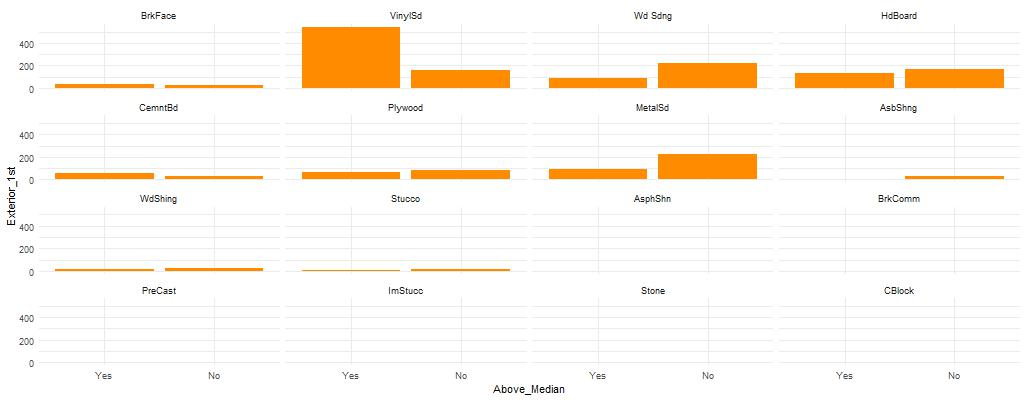 BrkFace VinylSd Wd Sdng HdBoard
400
200
0
CemntBd Plywood MetalSd AsbShng
400
200
0
WdShing Stucco AsphShn BrkComm
400
200
0
PreCast ImStucc Stone CBlock
400
200
0
Yes No Yes No Yes No Yes No
Above_Median
Exterior_1st